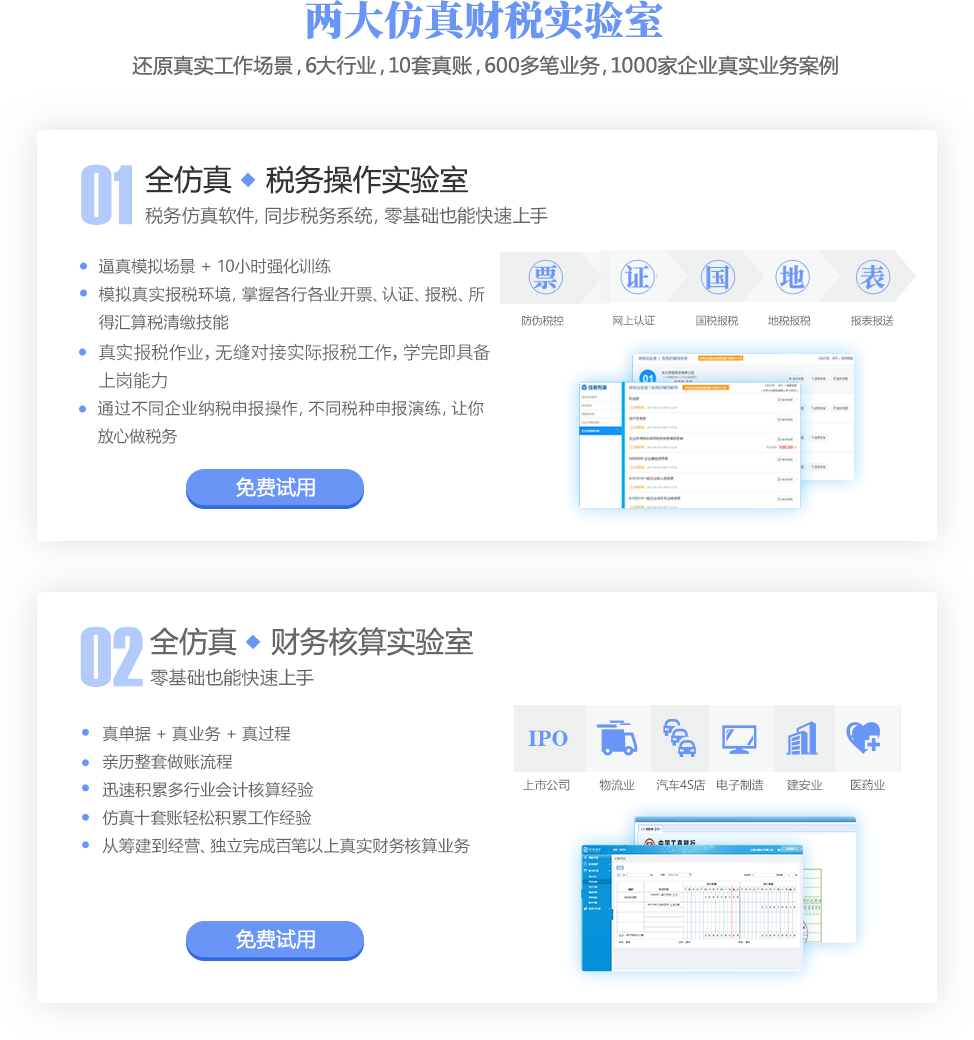 两大仿真财税实验室
还原真实工作场景,6大行业,10套真账,600多笔业务,1000家企业真实业务案例
01
全仿真◆税务操作实验室
税务仿真软件, 同步税务系统, 零基础也能快速上手
逼真模拟场景 + 10小时强化训练
模拟真实报税环境, 掌握各行各业开票、认证、报税、所
得汇算税清缴技能
真实报税作业, 无缝对接实际报税工作, 学完即具备
上岗能力
通过不同企业纳税申报操作, 不同税种申报演练, 让你
放心做税务
免费试用
票 证 国 地 表
防伪税控 网上认证 国税报税 地税报税 报表报送
01
任务列表
100.00
02
全仿真◆财务核算实验室
零基础也能快速上手
真单据 + 真业务 + 真过程
亲历整套做账流程
迅速积累多行业会计核算经验
仿真十套账轻松积累工作经验
从筹建到经营、独立完成百笔以上真实财务核算业务
免费试用
IPO
上市公司 物流业 汽车4S店 电子制造 建安业 医药业